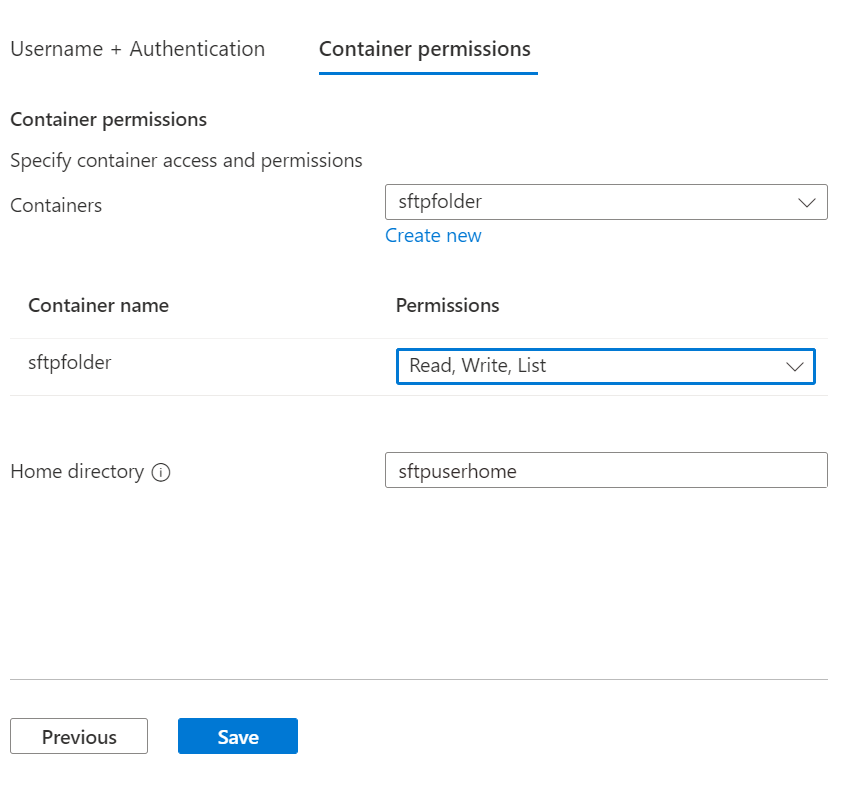 Username + Authentication
Container permissions
Container permissions
Specify container access and permissions
Containers
sftpfolder
Create new
Container name
Permissions
sftpfolder
Read, Write, List
Home directory
sftpuserhome
Previous
Save